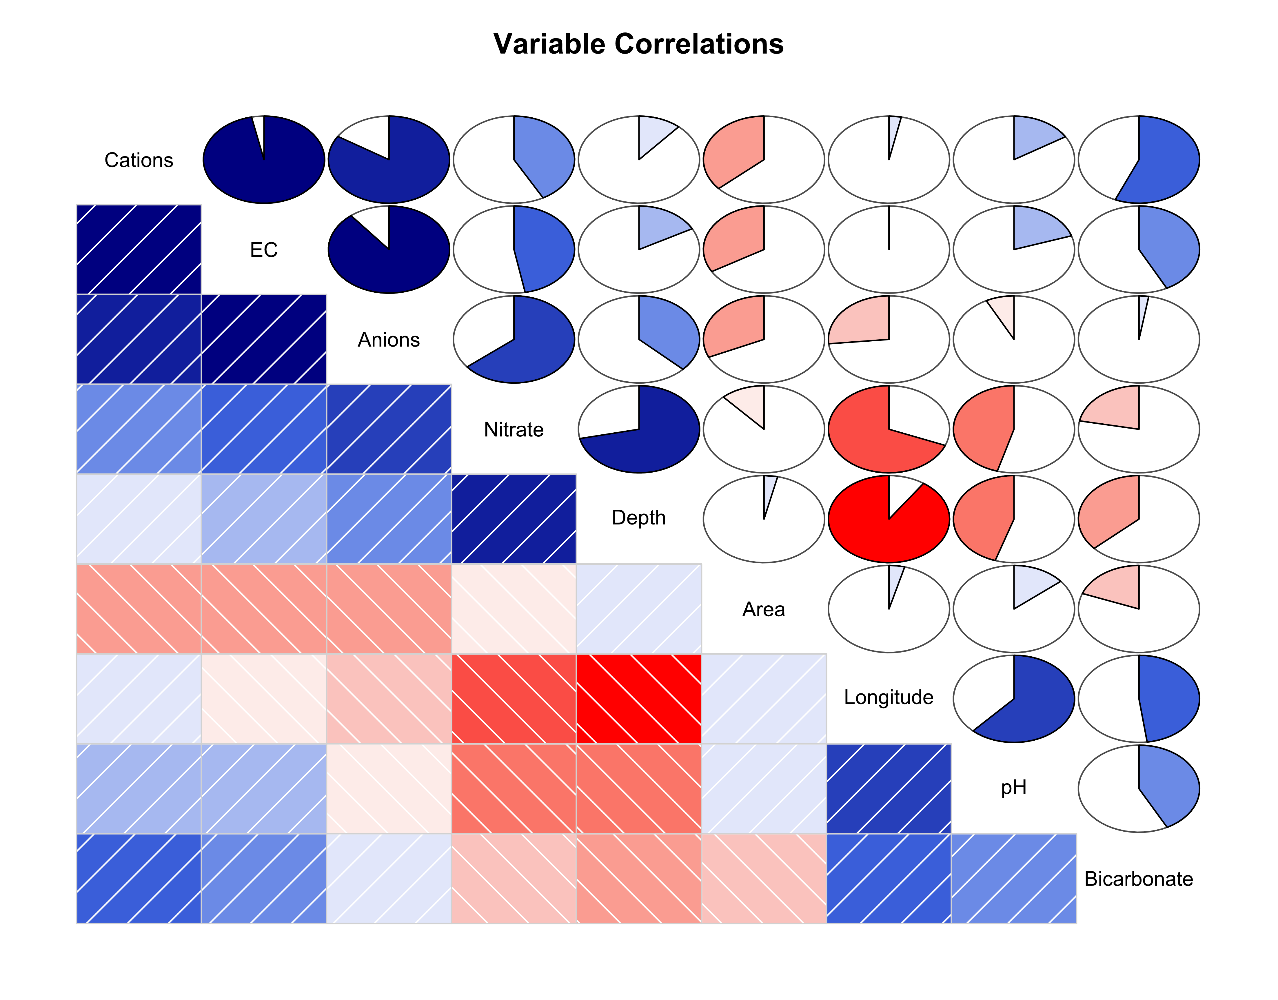 Variable Correlations
Cations
EC
Anions
Nitrate
Depth
Area
Longitude
pH
Bicarbonate